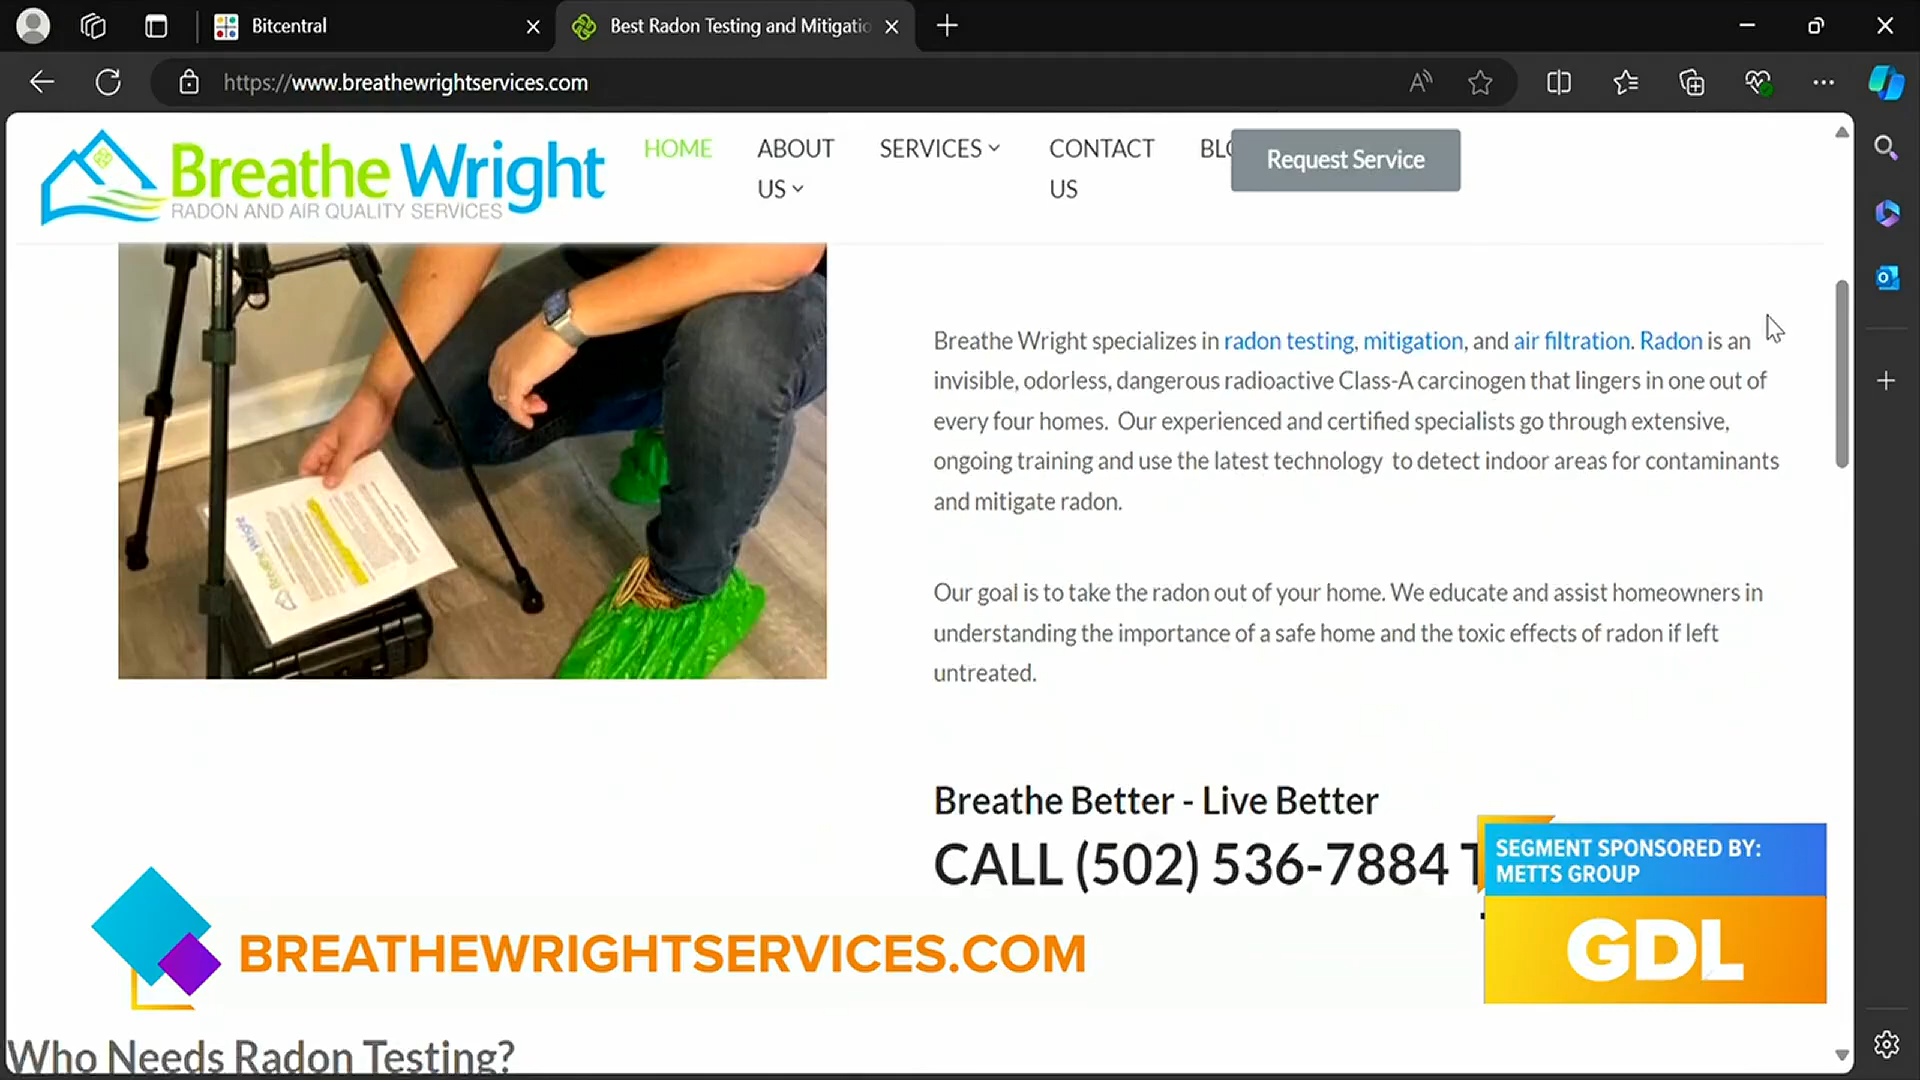 Bitcentral
Best Radon Testing and Mitigatio
https://www.breathewrightservices.com
Breathe Wright
RADON AND AIR QUALITY SERVICES
HOME
ABOUT US
SERVICES
CONTACT US
BLO
Request Service
Breathe Wright specializes in radon testing, mitigation, and air filtration. Radon is an
invisible, odorless, dangerous radioactive Class-A carcinogen that lingers in one out of
every four homes. Our experienced and certified specialists go through extensive,
ongoing training and use the latest technology to detect indoor areas for contaminants
and mitigate radon.
Our goal is to take the radon out of your home. We educate and assist homeowners in
understanding the importance of a safe home and the toxic effects of radon if left
untreated.
Breathe Better - Live Better
CALL (502) 536-7884 T
SEGMENT SPONSORED BY:
METTS GROUP
GDL
BREATHEWRIGHTSERVICES.COM
Who Needs Radon Testing?